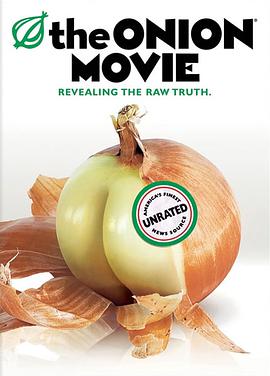 the ONION®
MOVIE
REVEALING THE RAW TRUTH.
AMERICA'S FINEST
UNRATED
NEWS SOURCE